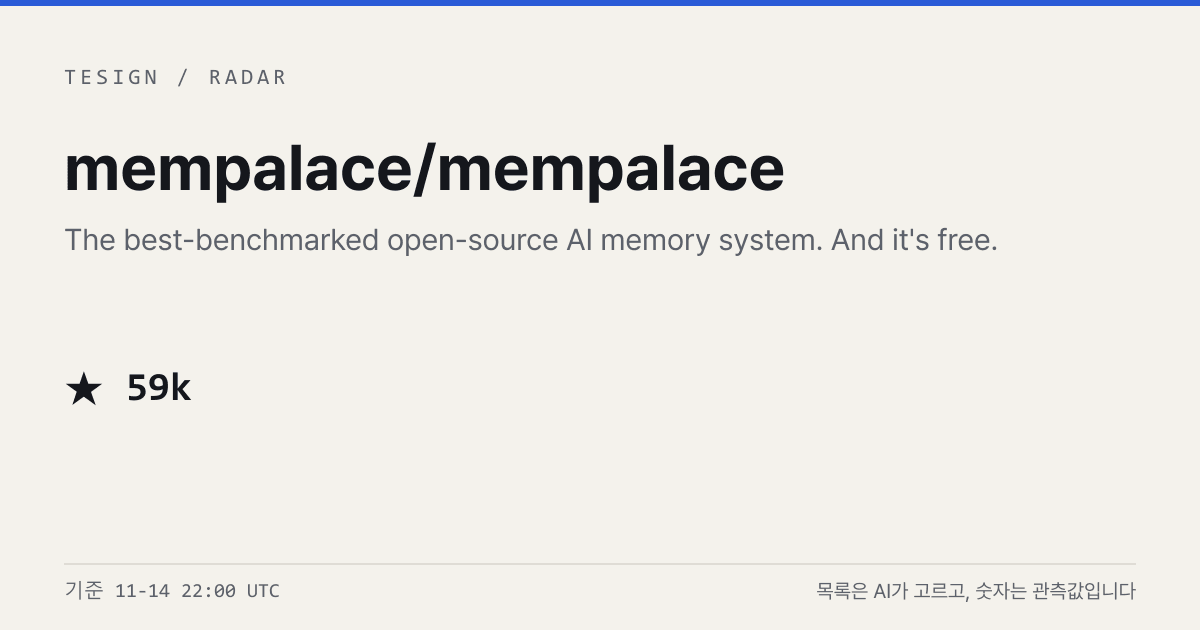 TESIGN / RADAR
mempalace/mempalace
The best-benchmarked open-source AI memory system. And it's free.
★ 59k
기준 11-14 22:00 UTC
목록은 AI가 고르고, 숫자는 관측값입니다